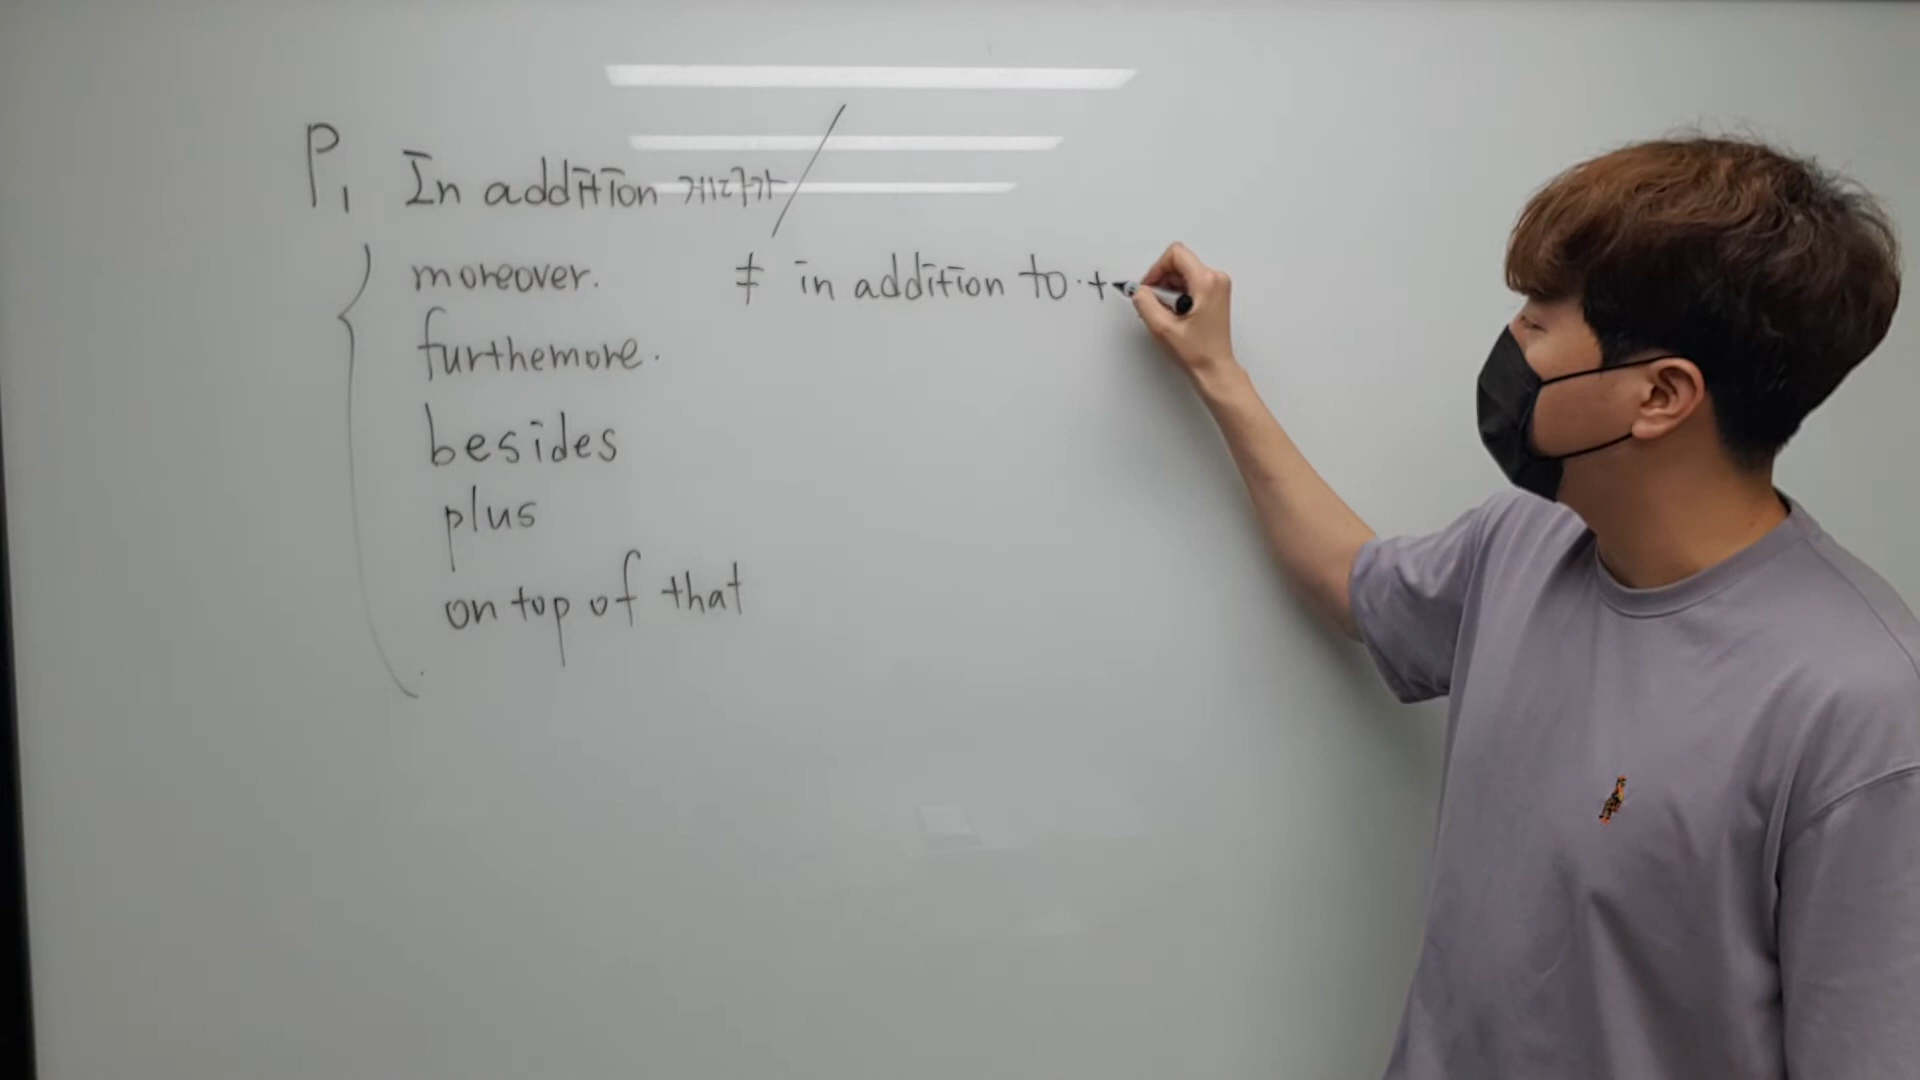 P1 In addition 게다가 /
moreover.
≠ in addition to · +
furthemore.
besides
plus
on top of that